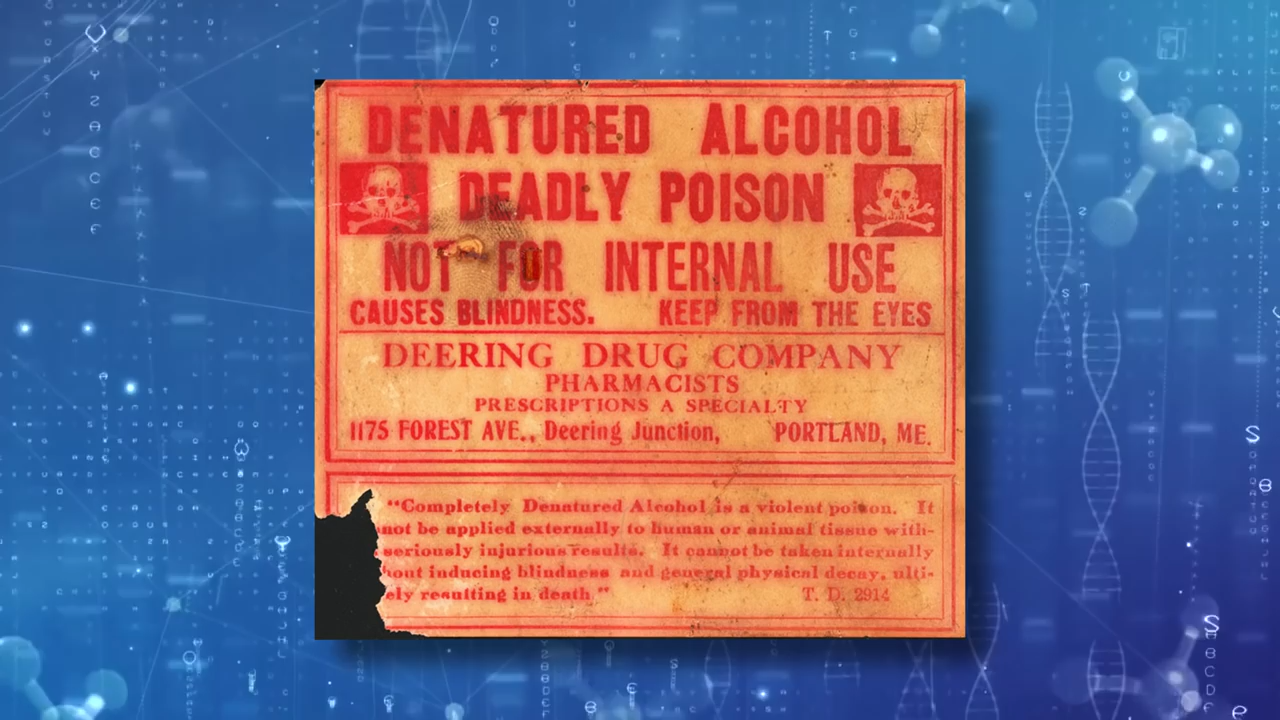 DENATURED ALCOHOL
DEADLY POISON
NOT FOR INTERNAL USE
CAUSES BLINDNESS. KEEP FROM THE EYES
DEERING DRUG COMPANY
PHARMACISTS
PRESCRIPTIONS A SPECIALTY
1175 FOREST AVE., Deering Junction, PORTLAND, ME.
"Completely Denatured Alcohol is a violent poison. It
not be applied externally to human or animal tissue with-
seriously injurious results. It cannot be taken internally
hout inducing blindness and general physical decay, ulti-
ely resulting in death." T. D. 2914